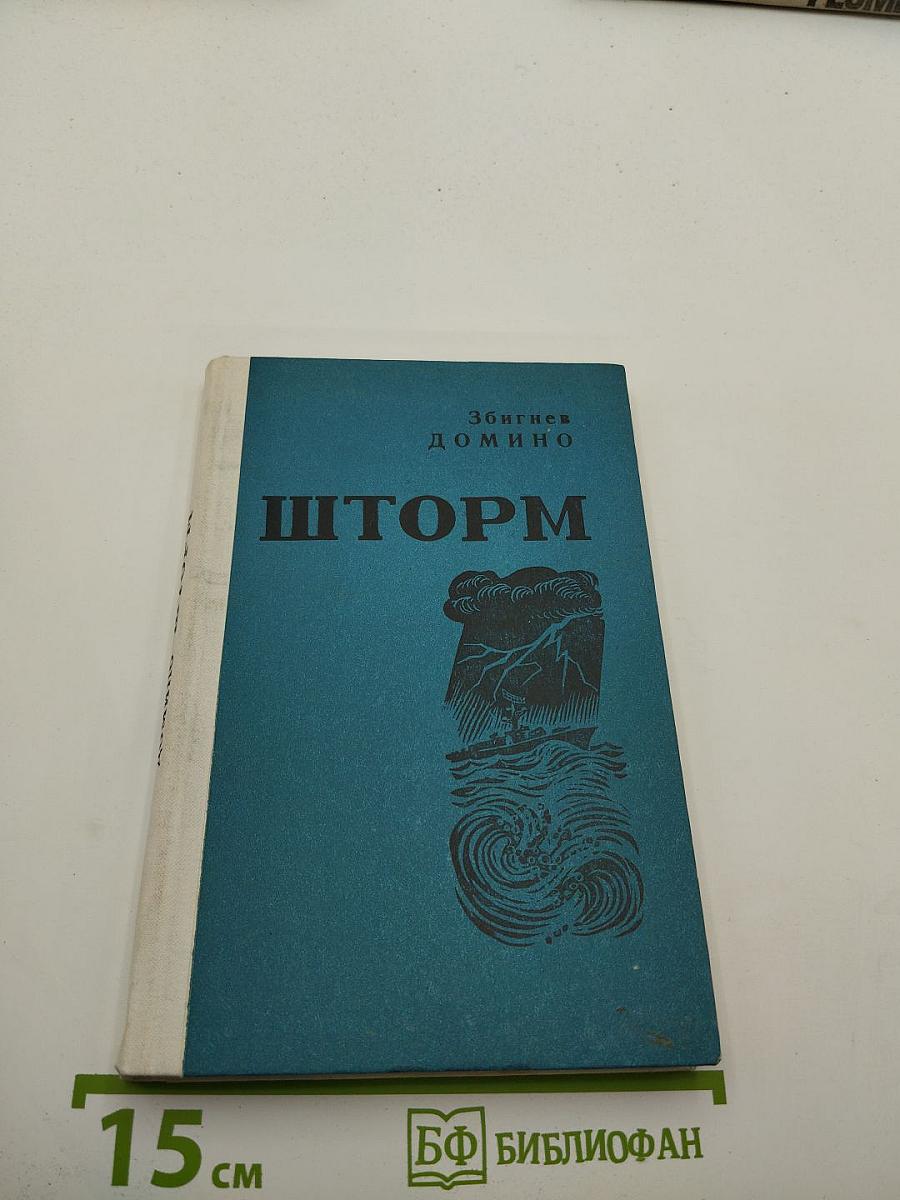 Збигнев
ДОМИНО
ШТОРМ
15 см
БФ БИБЛИОФАН